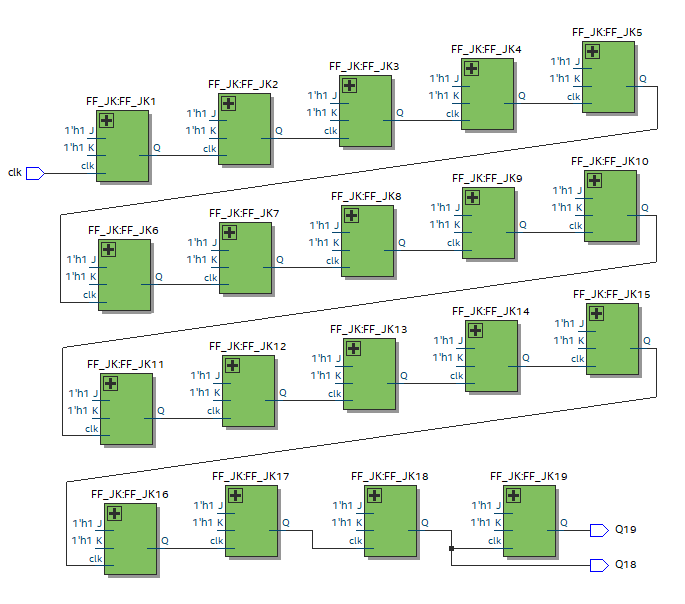 FF_JK:FF_JK1
1'h1 J
1'h1 K
clk
Q
clk
FF_JK:FF_JK2
1'h1 J
1'h1 K
clk
Q
FF_JK:FF_JK3
1'h1 J
1'h1 K
clk
Q
FF_JK:FF_JK4
1'h1 J
1'h1 K
clk
Q
FF_JK:FF_JK5
1'h1 J
1'h1 K
clk
Q
FF_JK:FF_JK6
1'h1 J
1'h1 K
clk
Q
FF_JK:FF_JK7
1'h1 J
1'h1 K
clk
Q
FF_JK:FF_JK8
1'h1 J
1'h1 K
clk
Q
FF_JK:FF_JK9
1'h1 J
1'h1 K
clk
Q
FF_JK:FF_JK10
1'h1 J
1'h1 K
clk
Q
FF_JK:FF_JK11
1'h1 J
1'h1 K
clk
Q
FF_JK:FF_JK12
1'h1 J
1'h1 K
clk
Q
FF_JK:FF_JK13
1'h1 J
1'h1 K
clk
Q
FF_JK:FF_JK14
1'h1 J
1'h1 K
clk
Q
FF_JK:FF_JK15
1'h1 J
1'h1 K
clk
Q
FF_JK:FF_JK16
1'h1 J
1'h1 K
clk
Q
FF_JK:FF_JK17
1'h1 J
1'h1 K
clk
Q
FF_JK:FF_JK18
1'h1 J
1'h1 K
clk
Q
FF_JK:FF_JK19
1'h1 J
1'h1 K
clk
Q
Q19
Q18